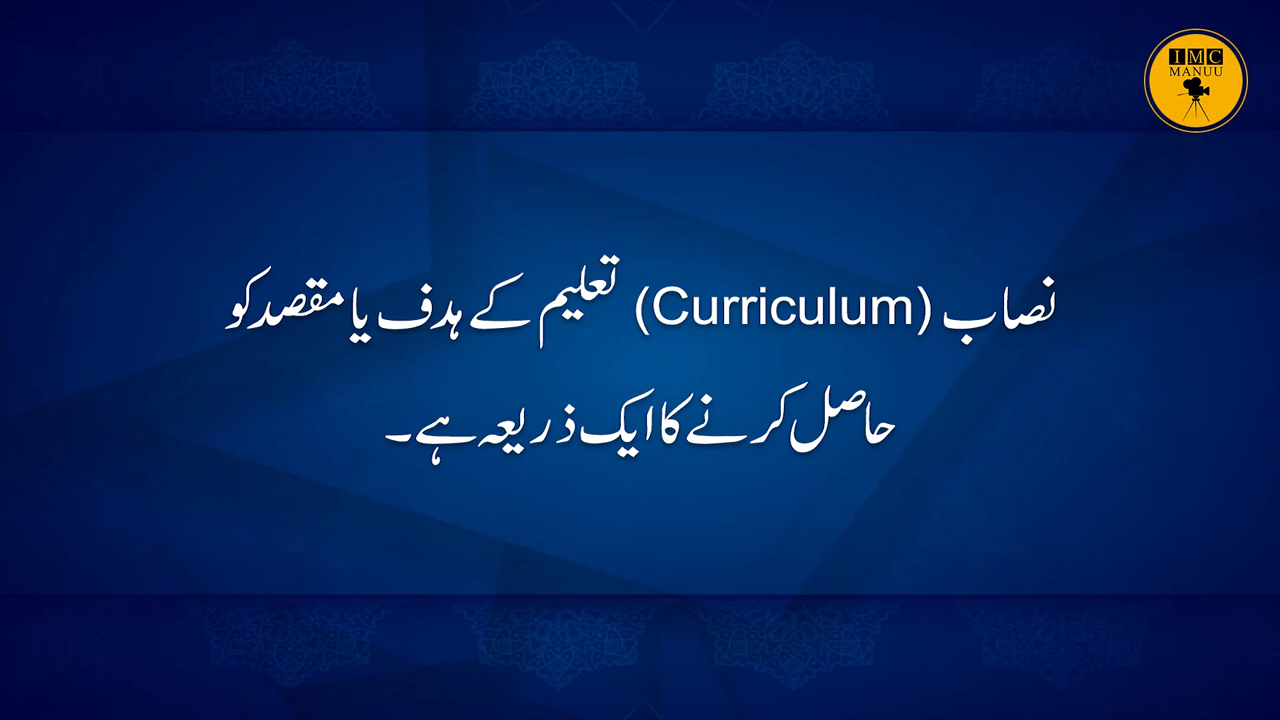 IMC
MANUU
نصاب (Curriculum) تعلیم کے ہدف یا مقصد کو
حاصل کرنے کا ایک ذریعہ ہے۔